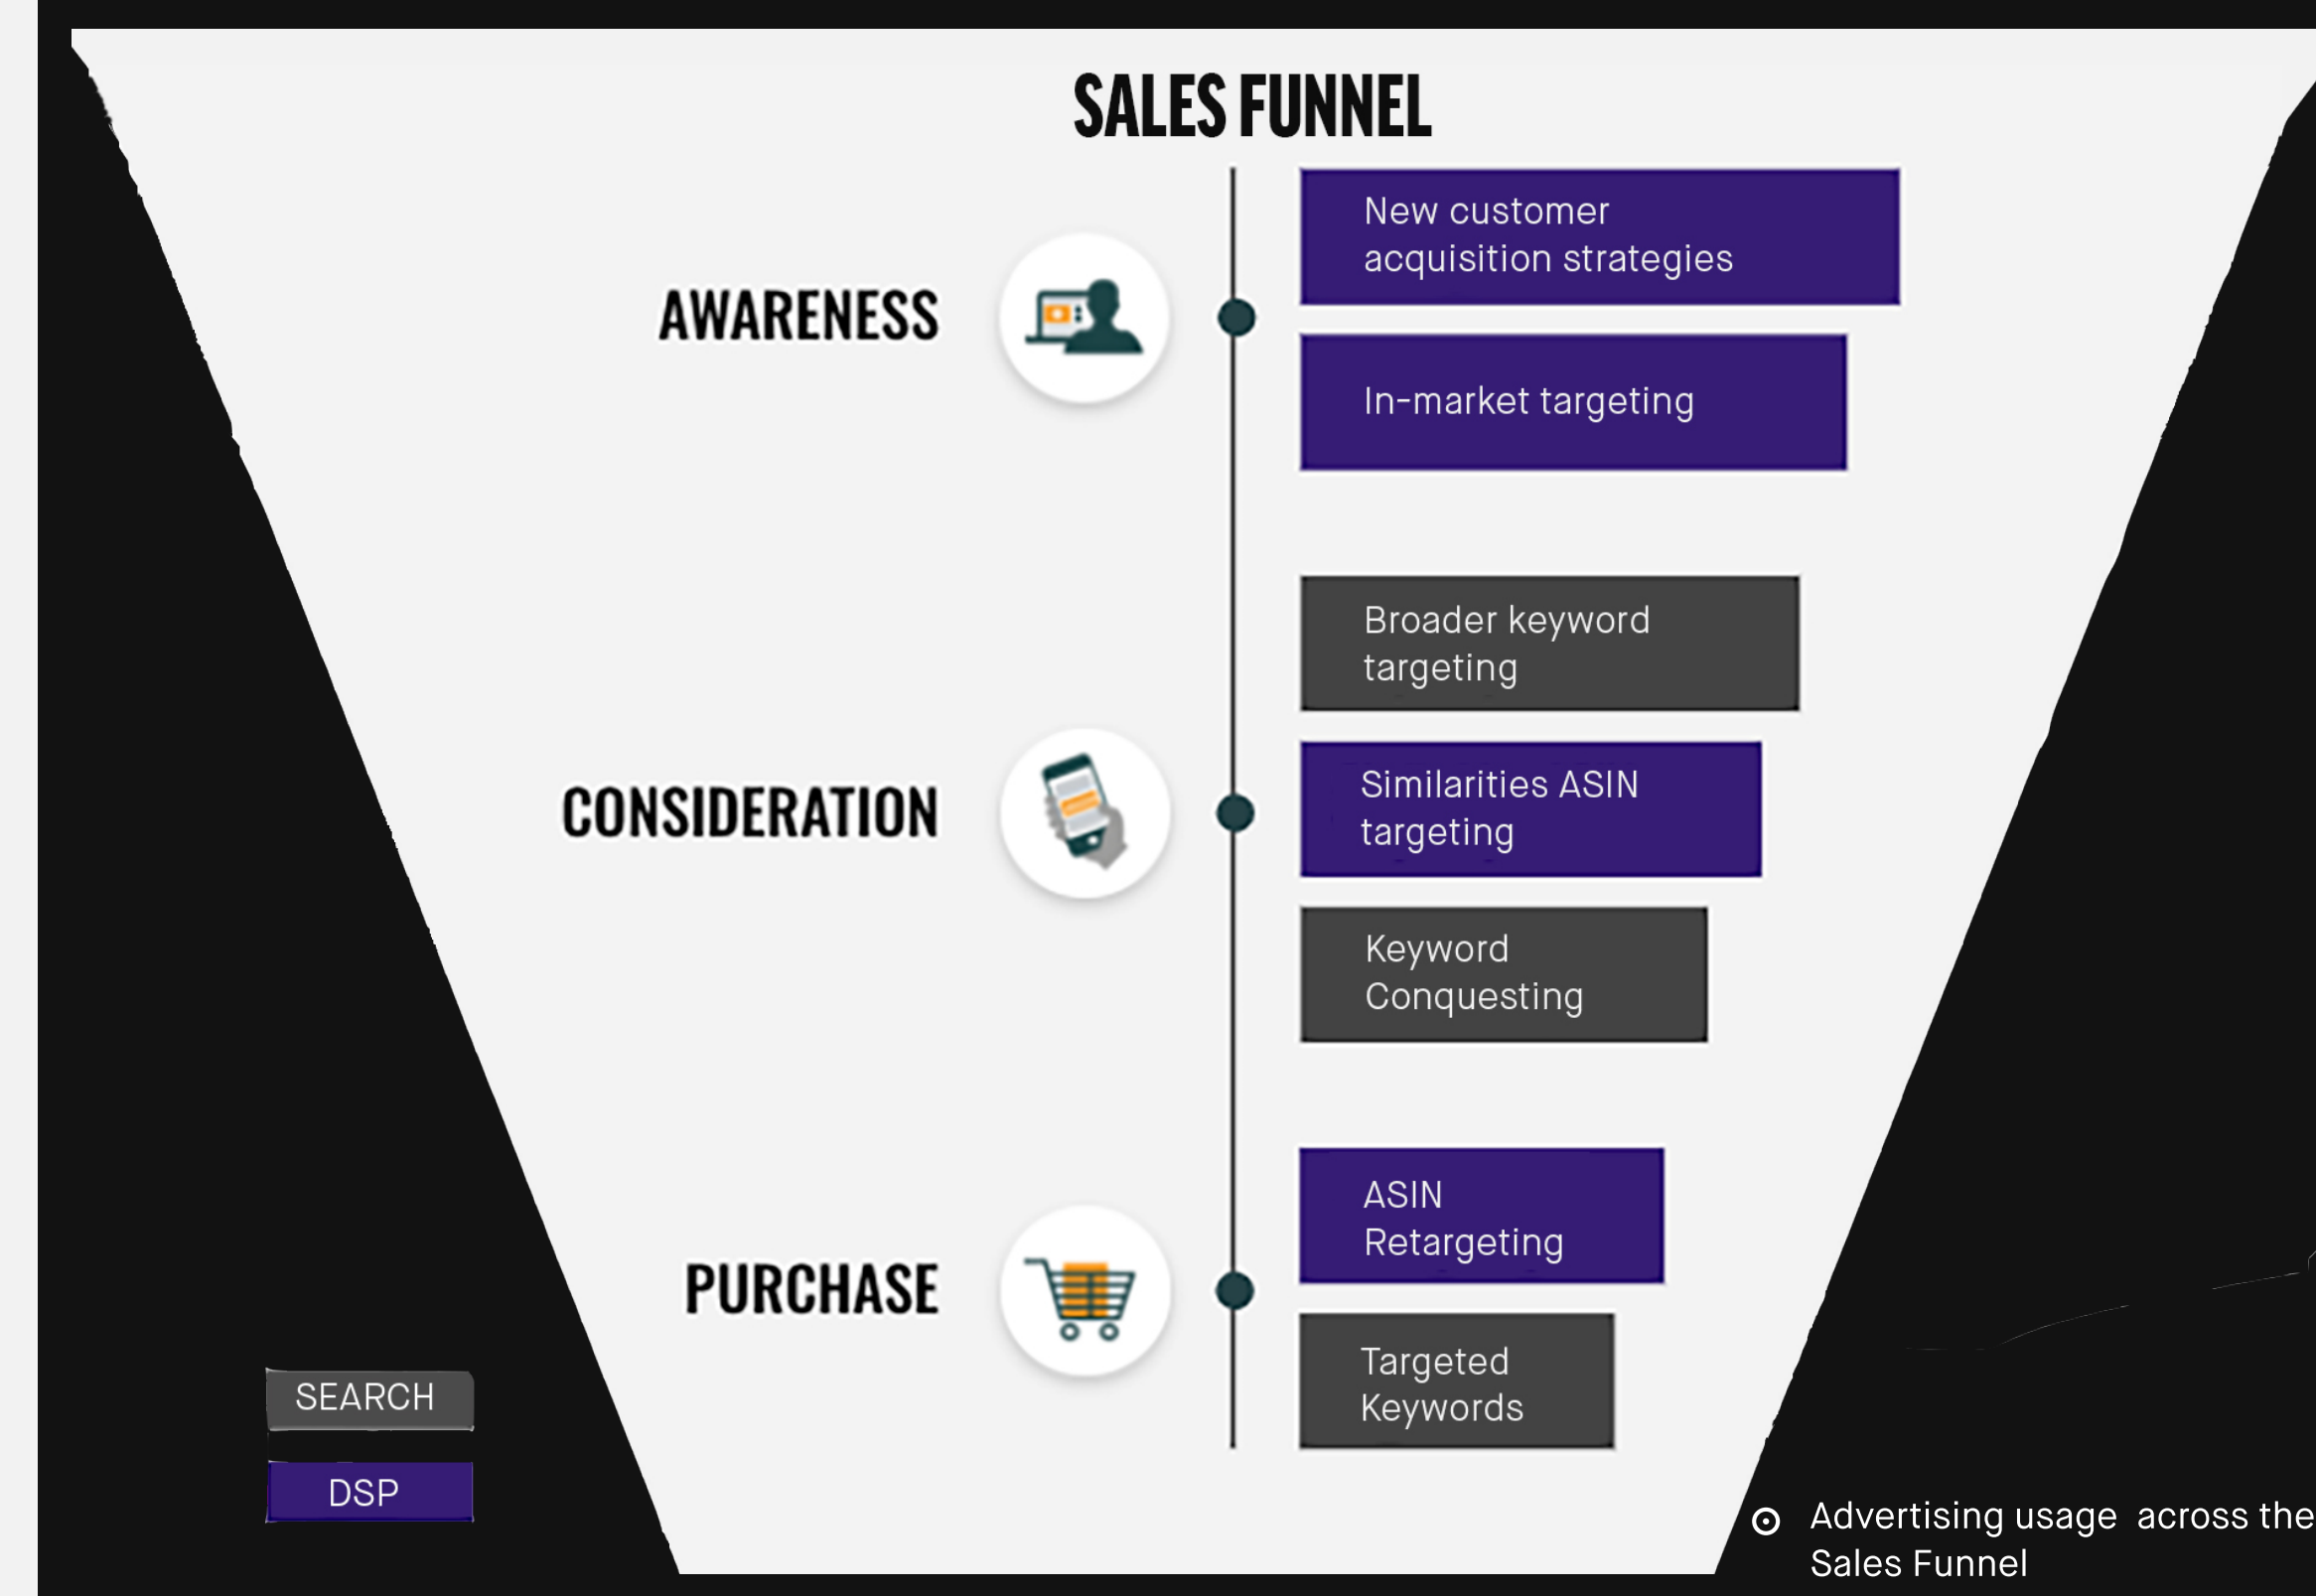 SALES FUNNEL
AWARENESS
New customer
acquisition strategies
In-market targeting
CONSIDERATION
Broader keyword
targeting
Similarities ASIN
targeting
Keyword
Conquesting
PURCHASE
ASIN
Retargeting
Targeted
Keywords
SEARCH
DSP
Advertising usage across the
Sales Funnel